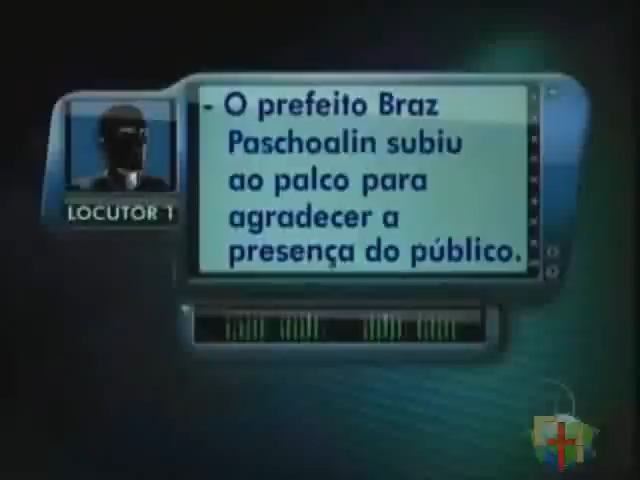 - O prefeito Braz
Paschoalin subiu
ao palco para
agradecer a
presença do público.
LOCUTOR 1